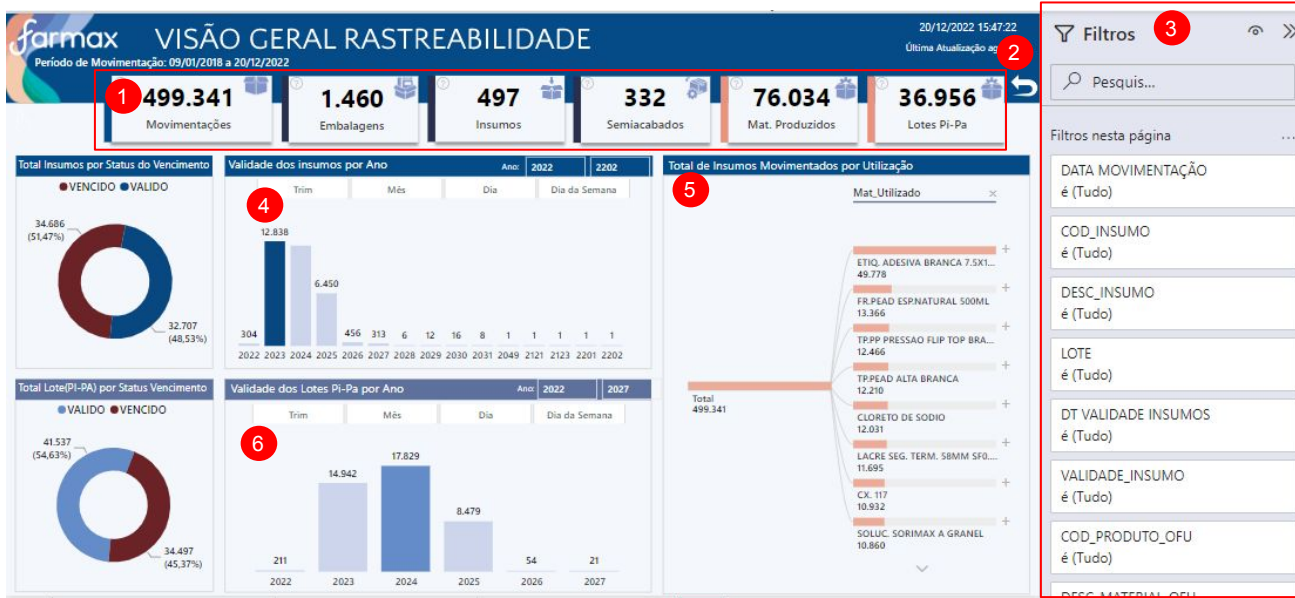 farmax
VISÃO GERAL RASTREABILIDADE
Período de Movimentação: 09/01/2018 a 20/12/2022
20/12/2022 15:47:22
Última Atualização
2
1
499.341
Movimentações
1.460
Embalagens
497
Insumos
332
Semiacabados
76.034
Mat. Produzidos
36.956
Lotes Pi-Pa
Total Insumos por Status do Vencimento
VENCIDO VALIDO
34.686
(51,47%)
32.707
(48,53%)
Validade dos insumos por Ano
Ano: 2022 2202
Trim Mês Dia Dia da Semana
4
12.838
6.450
304 456 313 6 12 16 8 1 1 1 1 1
2022 2023 2024 2025 2026 2027 2028 2029 2030 2031 2049 2121 2123 2201 2202
Total Lote(PI-PA) por Status Vencimento
VALIDO VENCIDO
41.537
(54,63%)
34.497
(45,37%)
Validade dos Lotes Pi-Pa por Ano
Ano: 2022 2027
Trim Mês Dia Dia da Semana
6
17.829
14.942
8.479
211 54 21
2022 2023 2024 2025 2026 2027
Total de Insumos Movimentados por Utilização
5
Mat_Utilizado
Total
499.341
ETIQ. ADESIVA BRANCA 7.5X1...
49.778
FR.PEAD ESP.NATURAL 500ML
13.366
TP.PP PRESSAO FLIP TOP BRA...
12.466
TP.PEAD ALTA BRANCA
12.210
CLORETO DE SODIO
12.031
LACRE SEG. TERM. 58MM SF0....
11.695
CX. 117
10.932
SOLUC. SORIMAX A GRANEL
10.860
Filtros
3
Pesquis...
Filtros nesta página
...
DATA MOVIMENTAÇÃO
é (Tudo)
COD_INSUMO
é (Tudo)
DESC_INSUMO
é (Tudo)
LOTE
é (Tudo)
DT VALIDADE INSUMOS
é (Tudo)
VALIDADE_INSUMO
é (Tudo)
COD_PRODUTO_OFU
é (Tudo)
DESC_MATERIAL_OFU